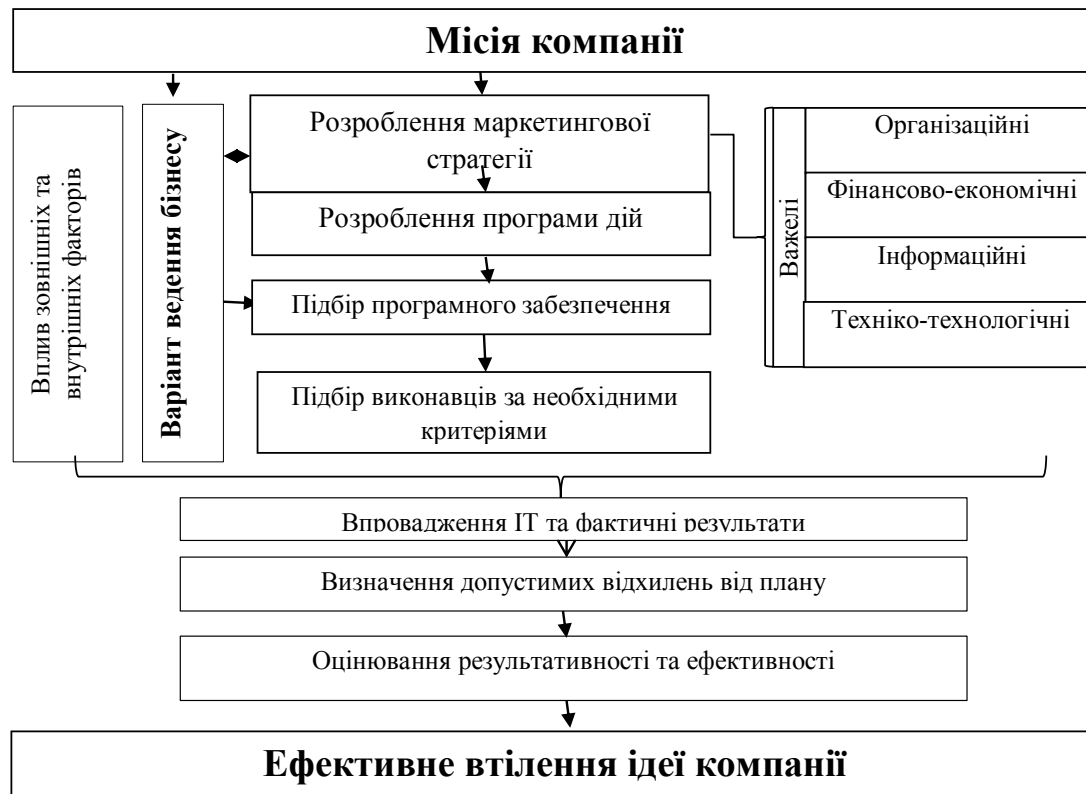 Місія компанії
Вплив зовнішніх та
внутрішніх факторів
Варіант ведення бізнесу
Розроблення маркетингової
стратегії
Розроблення програми дій
Підбір програмного забезпечення
Підбір виконавців за необхідними
критеріями
Важелі
Організаційні
Фінансово-економічні
Інформаційні
Техніко-технологічні
Впровадження ІТ та фактичні результати
Визначення допустимих відхилень від плану
Оцінювання результативності та ефективності
Ефективне втілення ідеї компанії